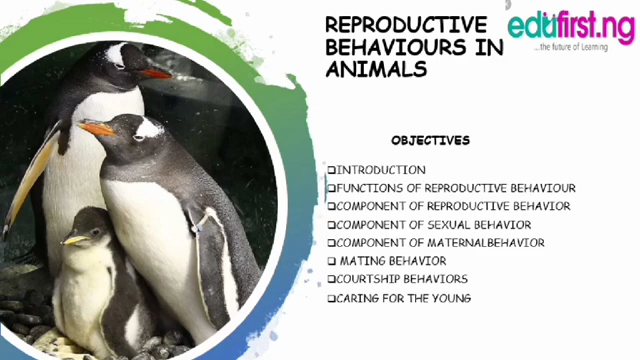 REPRODUCTIVE
BEHAVIOURS IN
ANIMALS
edufirst.ng
...the future of Learning
OBJECTIVES
❑INTRODUCTION
❑FUNCTIONS OF REPRODUCTIVE BEHAVIOUR
❑COMPONENT OF REPRODUCTIVE BEHAVIOR
❑COMPONENT OF SEXUAL BEHAVIOR
❑COMPONENT OF MATERNALBEHAVIOR
❑ MATING BEHAVIOR
❑COURTSHIP BEHAVIORS
❑CARING FOR THE YOUNG